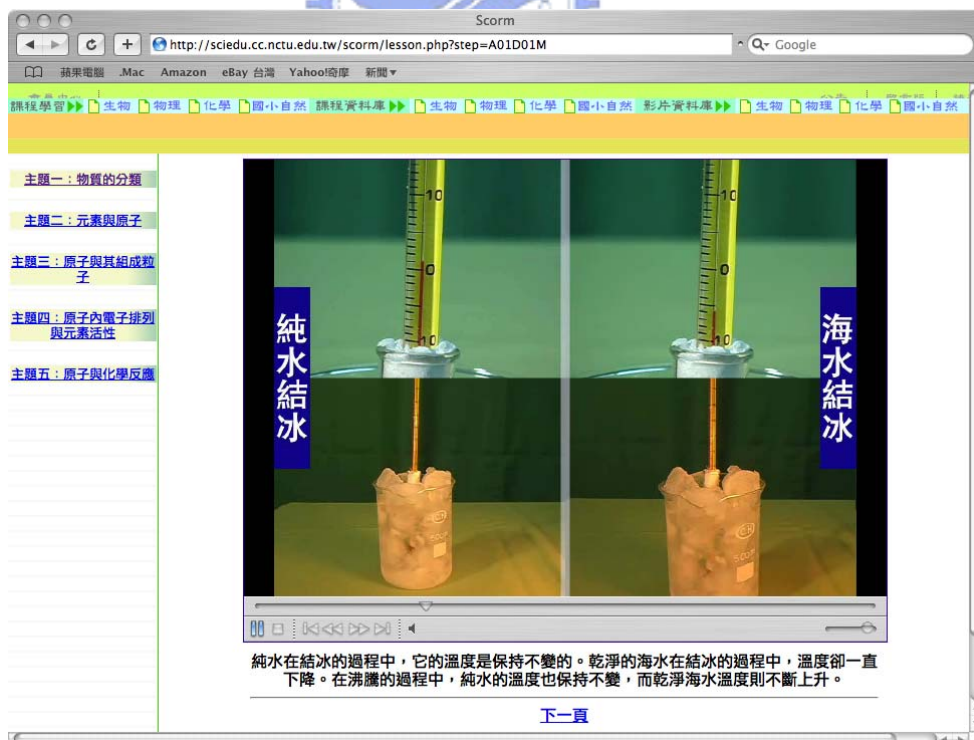 Scorm
http://sciedu.cc.nctu.edu.tw/scorm/lesson.php?step=A01D01M
Google
蘋果電腦 .Mac Amazon eBay 台灣 Yahoo!奇摩 新聞▾
課程學習 生物 物理 化學 國小自然 課程資料庫 生物 物理 化學 國小自然 影片資料庫 生物 物理 化學 國小自然
主題一：物質的分類
主題二：元素與原子
主題三：原子與其組成粒
子
主題四：原子內電子排列
與元素活性
主題五：原子與化學反應
純水結冰
10
0
10
海水結冰
10
0
10
純水在結冰的過程中，它的溫度是保持不變的。乾淨的海水在結冰的過程中，溫度卻一直
下降。在沸騰的過程中，純水的溫度也保持不變，而乾淨海水溫度則不斷上升。
下一頁